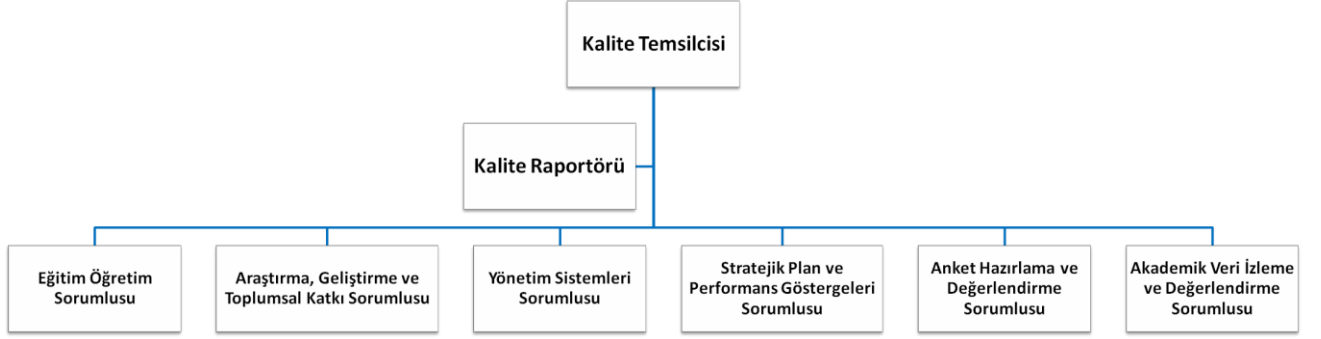 Kalite Temsilcisi
Kalite Raportörü
Eğitim Öğretim
Sorumlusu
Araştırma, Geliştirme ve
Toplumsal Katkı Sorumlusu
Yönetim Sistemleri
Sorumlusu
Stratejik Plan ve
Performans Göstergeleri
Sorumlusu
Anket Hazırlama ve
Değerlendirme
Sorumlusu
Akademik Veri İzleme
ve Değerlendirme
Sorumlusu